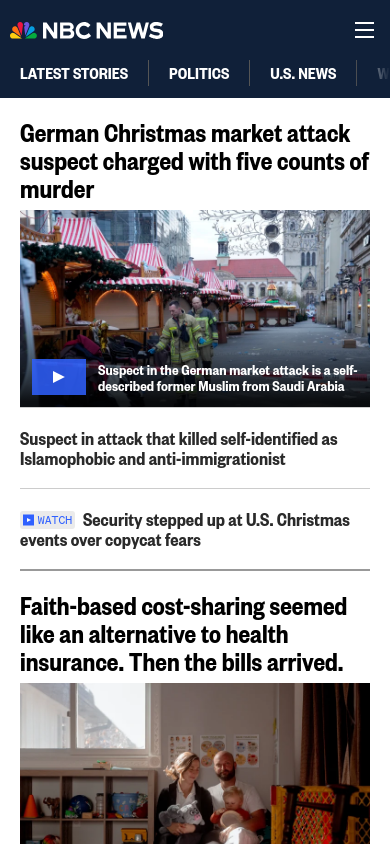 NBC NEWS
LATEST STORIES
POLITICS
U.S. NEWS
German Christmas market attack
suspect charged with five counts of
murder
Suspect in the German market attack is a self-
described former Muslim from Saudi Arabia
Suspect in attack that killed self-identified as
Islamophobic and anti-immigrationist
WATCH Security stepped up at U.S. Christmas
events over copycat fears
Faith-based cost-sharing seemed
like an alternative to health
insurance. Then the bills arrived.